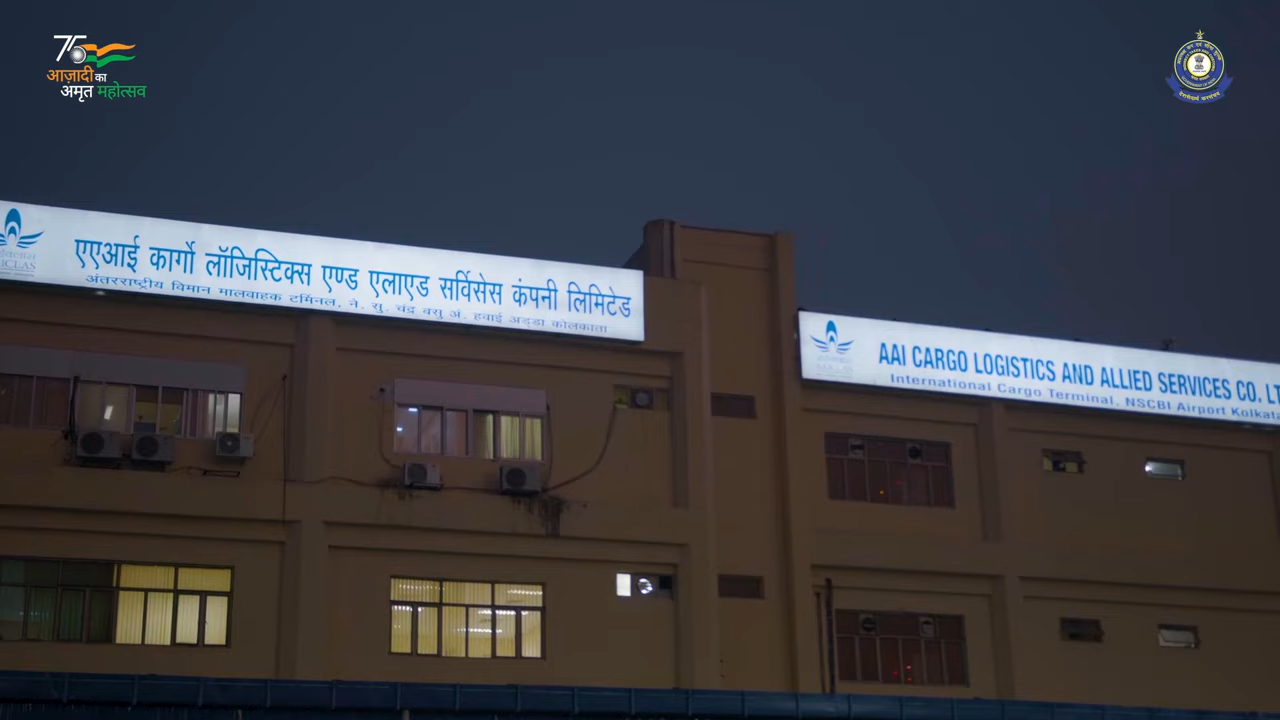 75
आज़ादी का
अमृत महोत्सव
एएआई कार्गो लॉजिस्टिक्स एण्ड एलाएड सर्विसेस कंपनी लिमिटेड
अंतरराष्ट्रीय विमान मालवाहक टर्मिनल, ने. सु. चंद्र बसु अं. हवाई अड्डा कोलकाता
AAI CARGO LOGISTICS AND ALLIED SERVICES CO. LT
International Cargo Terminal, NSCBI Airport Kolkata